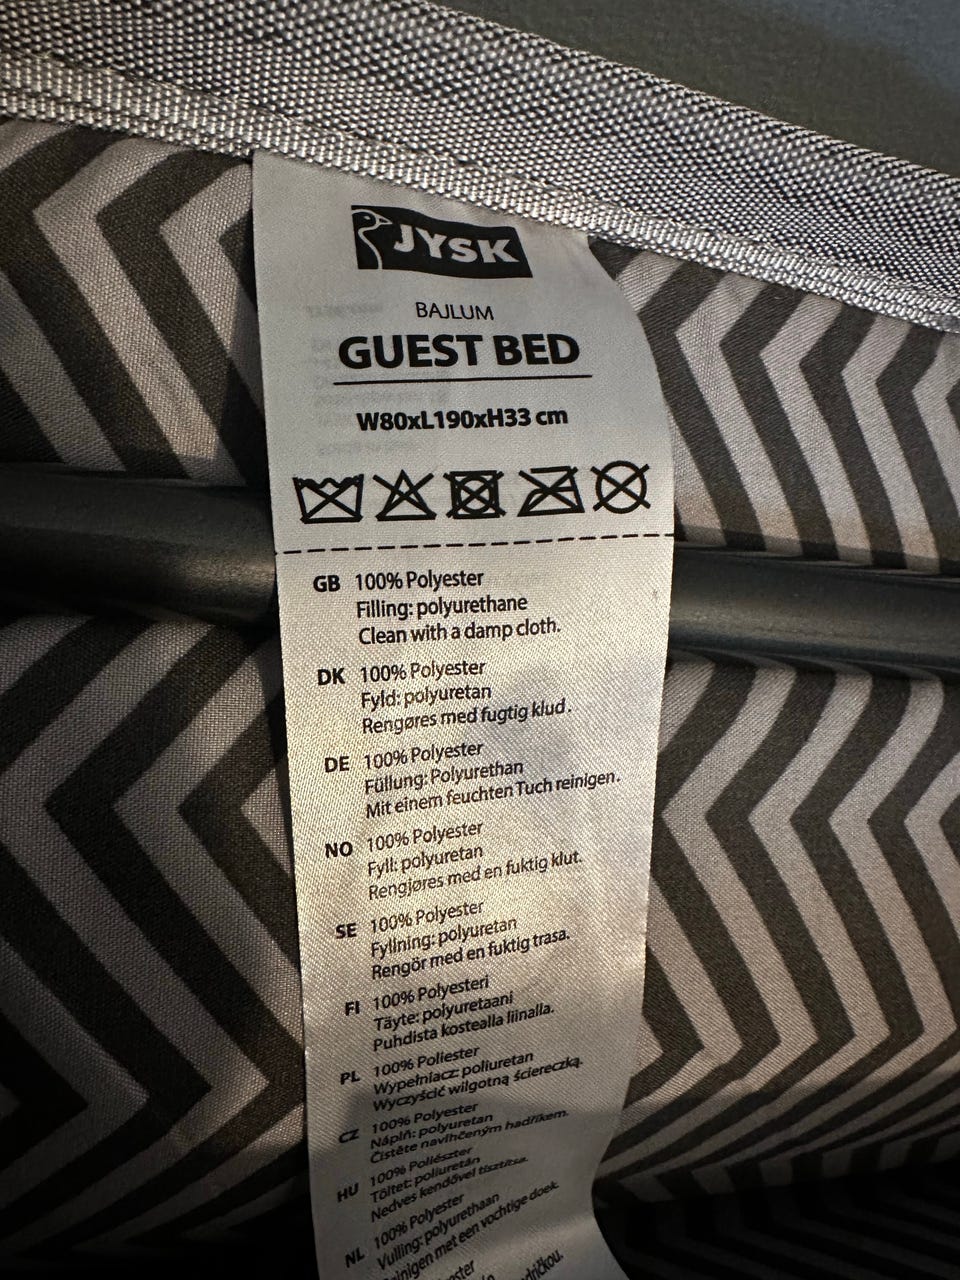 JYSK
BAJLUM
GUEST BED
W80xL190xH33 cm
GB 100% Polyester
Filling: polyurethane
Clean with a damp cloth.
DK 100% Polyester
Fyld: polyuretan
Rengøres med fugtig klud.
DE 100% Polyester
Füllung: Polyurethan
Mit einem feuchten Tuch reinigen.
NO 100% Polyester
Fyll: polyuretan
Rengjøres med en fuktig klut.
SE 100% Polyester
Fyllning: polyuretan
Rengör med en fuktig trasa.
FI 100% Polyesteri
Täyte: polyuretaani
Puhdista kostealla liinalla.
PL 100% Poliester
Wypełniacz: poliuretan
Wyczyścić wilgotną ściereczką.
CZ 100% Polyester
Náplň: polyuretan
Čistěte navlhčeným hadříkem.
HU 100% Poliészter
Töltet: poliuretán
Nedves kendővel tisztítsa.
NL 100% Polyester
Vulling: polyurethaan
met een vochtige doek.